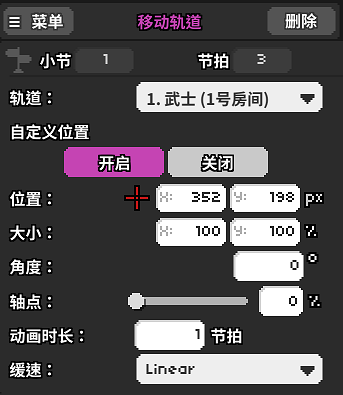 ☰ 菜单 移动轨道 删除
小节 1 节拍 3
轨道： 1. 武士 (1号房间)
自定义位置
开启 关闭
位置： X: 352 y: 198 px
大小： X: 100 y: 100 %
角度： 0 °
轴点： 0 %
动画时长： 1 节拍
缓速： Linear